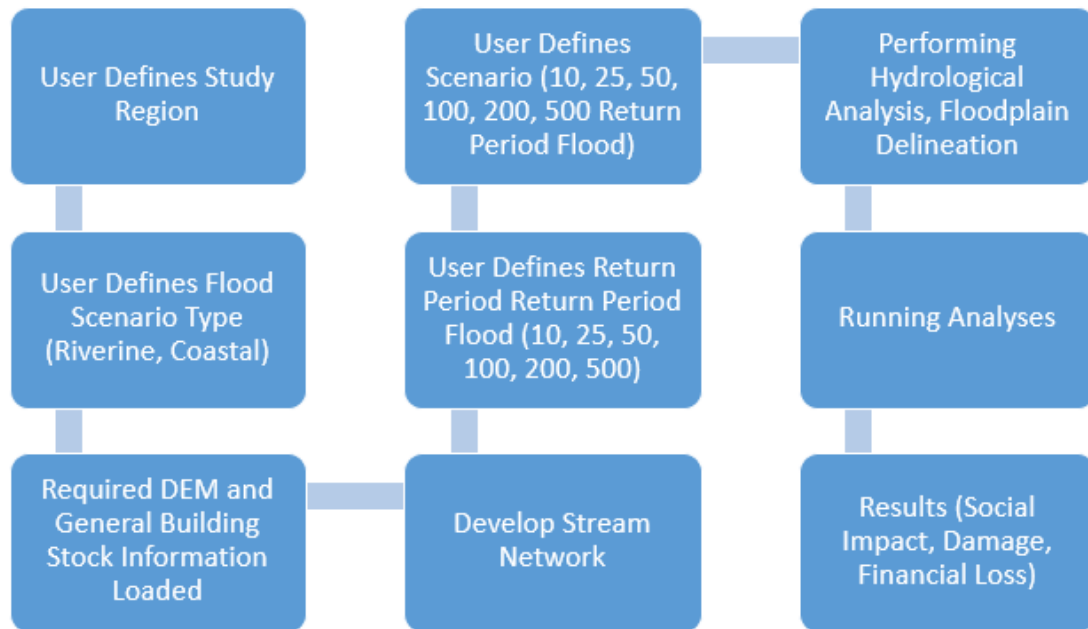 User Defines Study
Region
User Defines Flood
Scenario Type
(Riverine, Coastal)
Required DEM and
General Building
Stock Information
Loaded
Develop Stream
Network
User Defines Return
Period Return Period
Flood (10, 25, 50,
100, 200, 500)
User Defines
Scenario (10, 25, 50,
100, 200, 500 Return
Period Flood)
Performing
Hydrological
Analysis, Floodplain
Delineation
Running Analyses
Results (Social
Impact, Damage,
Financial Loss)